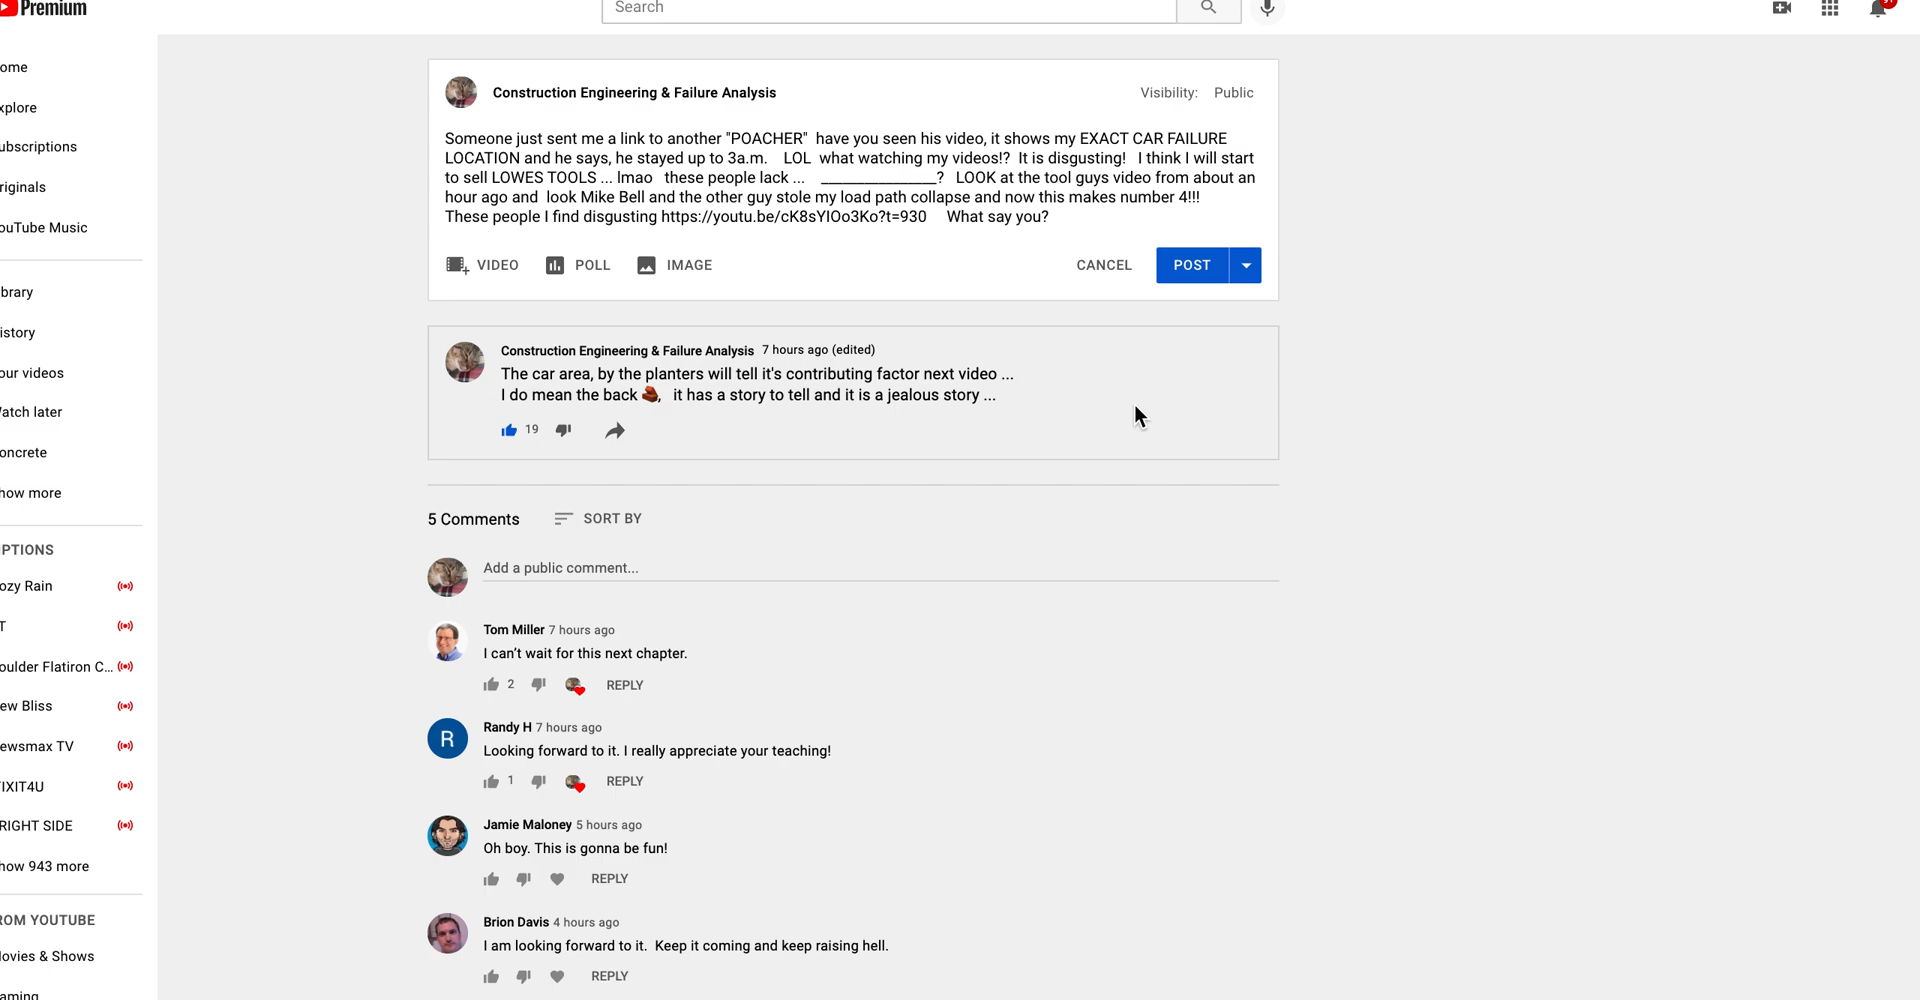 Premium
Search
9+
ome
xplore
ubscriptions
riginals
ouTube Music
brary
istory
our videos
Vatch later
oncrete
how more
IPTIONS
ozy Rain
T
oulder Flatiron C...
ew Bliss
ewsmax TV
IXIT4U
RIGHT SIDE
how 943 more
ROM YOUTUBE
lovies & Shows
aming
Construction Engineering & Failure Analysis
Visibility: Public
Someone just sent me a link to another "POACHER" have you seen his video, it shows my EXACT CAR FAILURE
LOCATION and he says, he stayed up to 3a.m. LOL what watching my videos!? It is disgusting! I think I will start
to sell LOWES TOOLS ... lmao these people lack ... ______________? LOOK at the tool guys video from about an
hour ago and look Mike Bell and the other guy stole my load path collapse and now this makes number 4!!!
These people I find disgusting https://youtu.be/cK8sYIOo3Ko?t=930 What say you?
VIDEO POLL IMAGE CANCEL POST
Construction Engineering & Failure Analysis 7 hours ago (edited)
The car area, by the planters will tell it's contributing factor next video ...
I do mean the back , it has a story to tell and it is a jealous story ...
19
5 Comments SORT BY
Add a public comment...
Tom Miller 7 hours ago
I can't wait for this next chapter.
2 REPLY
R
Randy H 7 hours ago
Looking forward to it. I really appreciate your teaching!
1 REPLY
Jamie Maloney 5 hours ago
Oh boy. This is gonna be fun!
REPLY
Brion Davis 4 hours ago
I am looking forward to it. Keep it coming and keep raising hell.
REPLY